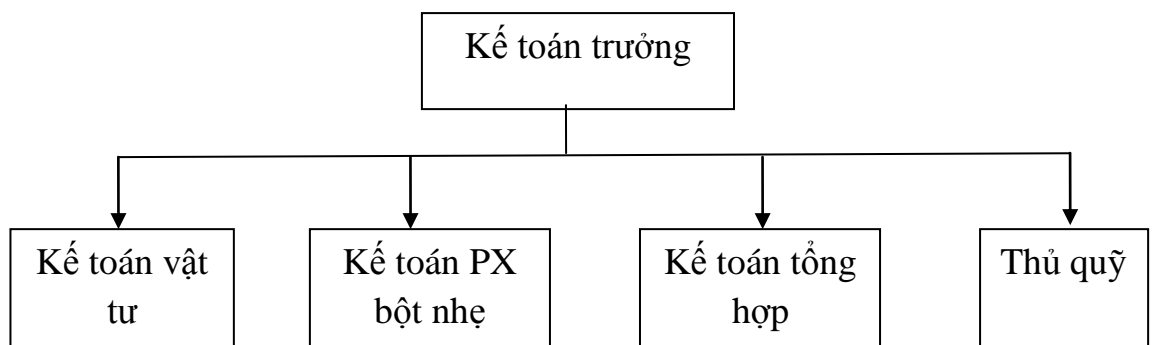 Kế toán trưởng
Kế toán vật
tư
Kế toán PX
bột nhẹ
Kế toán tổng
hợp
Thủ quỹ